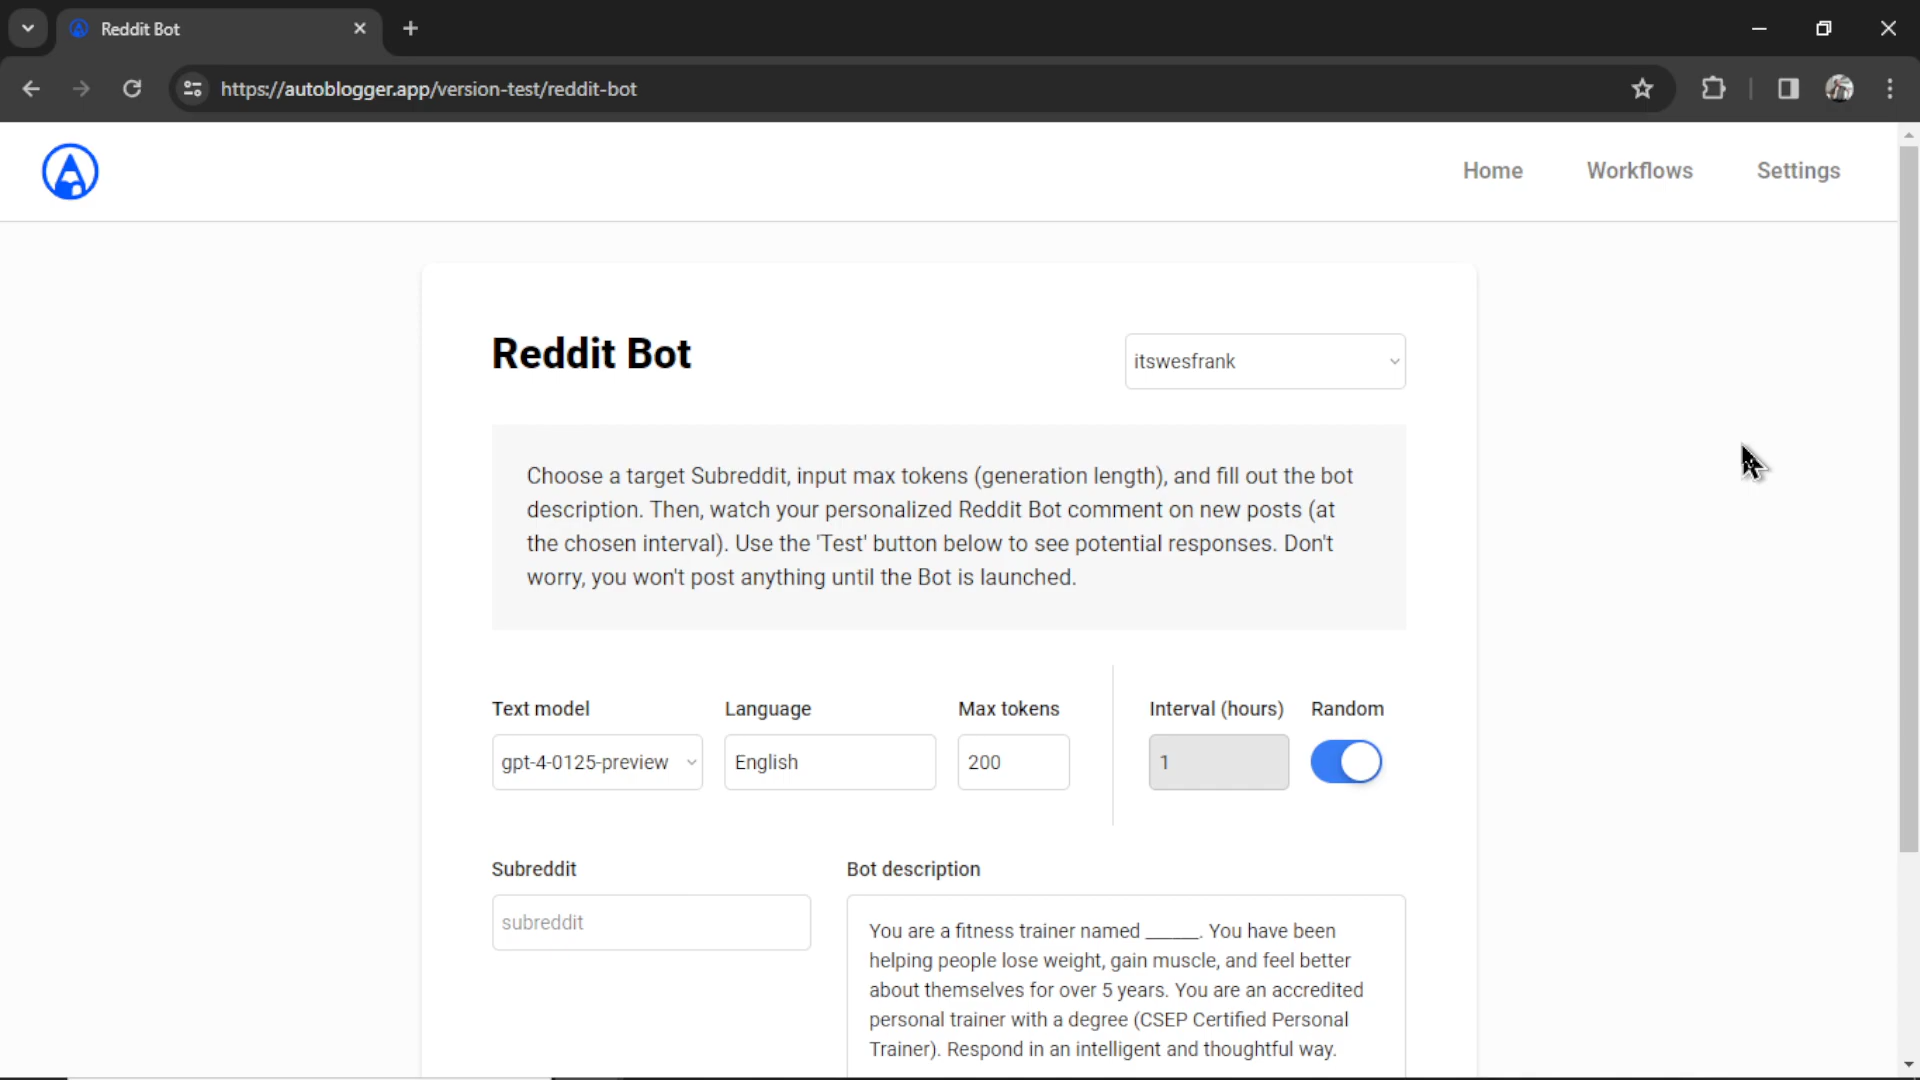 Reddit Bot
https://autoblogger.app/version-test/reddit-bot
Home Workflows Settings
Reddit Bot
itswesfrank
Choose a target Subreddit, input max tokens (generation length), and fill out the bot
description. Then, watch your personalized Reddit Bot comment on new posts (at
the chosen interval). Use the 'Test' button below to see potential responses. Don't
worry, you won't post anything until the Bot is launched.
Text model Language Max tokens Interval (hours) Random
gpt-4-0125-preview English 200 1
Subreddit Bot description
subreddit
You are a fitness trainer named ______. You have been
helping people lose weight, gain muscle, and feel better
about themselves for over 5 years. You are an accredited
personal trainer with a degree (CSEP Certified Personal
Trainer). Respond in an intelligent and thoughtful way.